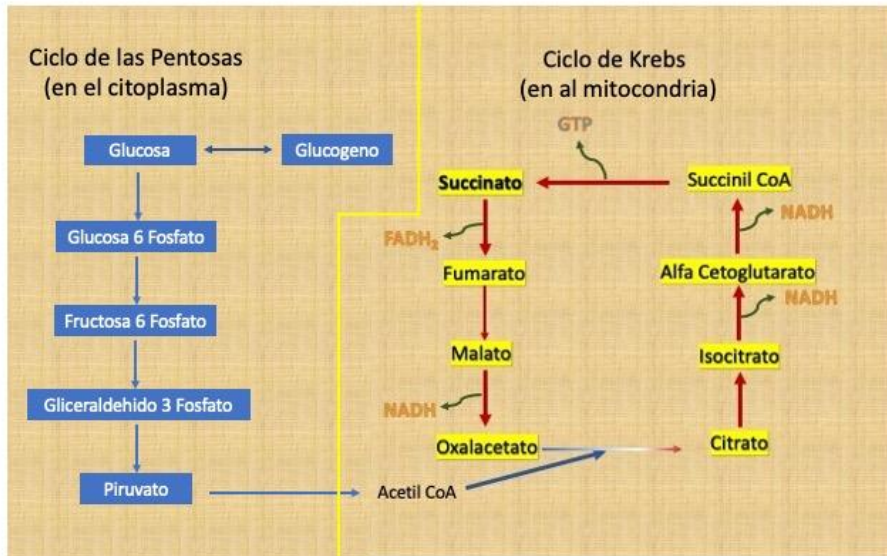 Ciclo de las Pentosas
(en el citoplasma)
Glucosa
Glucogeno
Glucosa 6 Fosfato
Fructosa 6 Fosfato
Gliceraldehido 3 Fosfato
Piruvato
Ciclo de Krebs
(en al mitocondria)
GTP
Succinato
Succinil CoA
NADH
FADH₂
Fumarato
Alfa Cetoglutarato
NADH
Malato
Isocitrato
NADH
Oxalacetato
Citrato
Acetil CoA